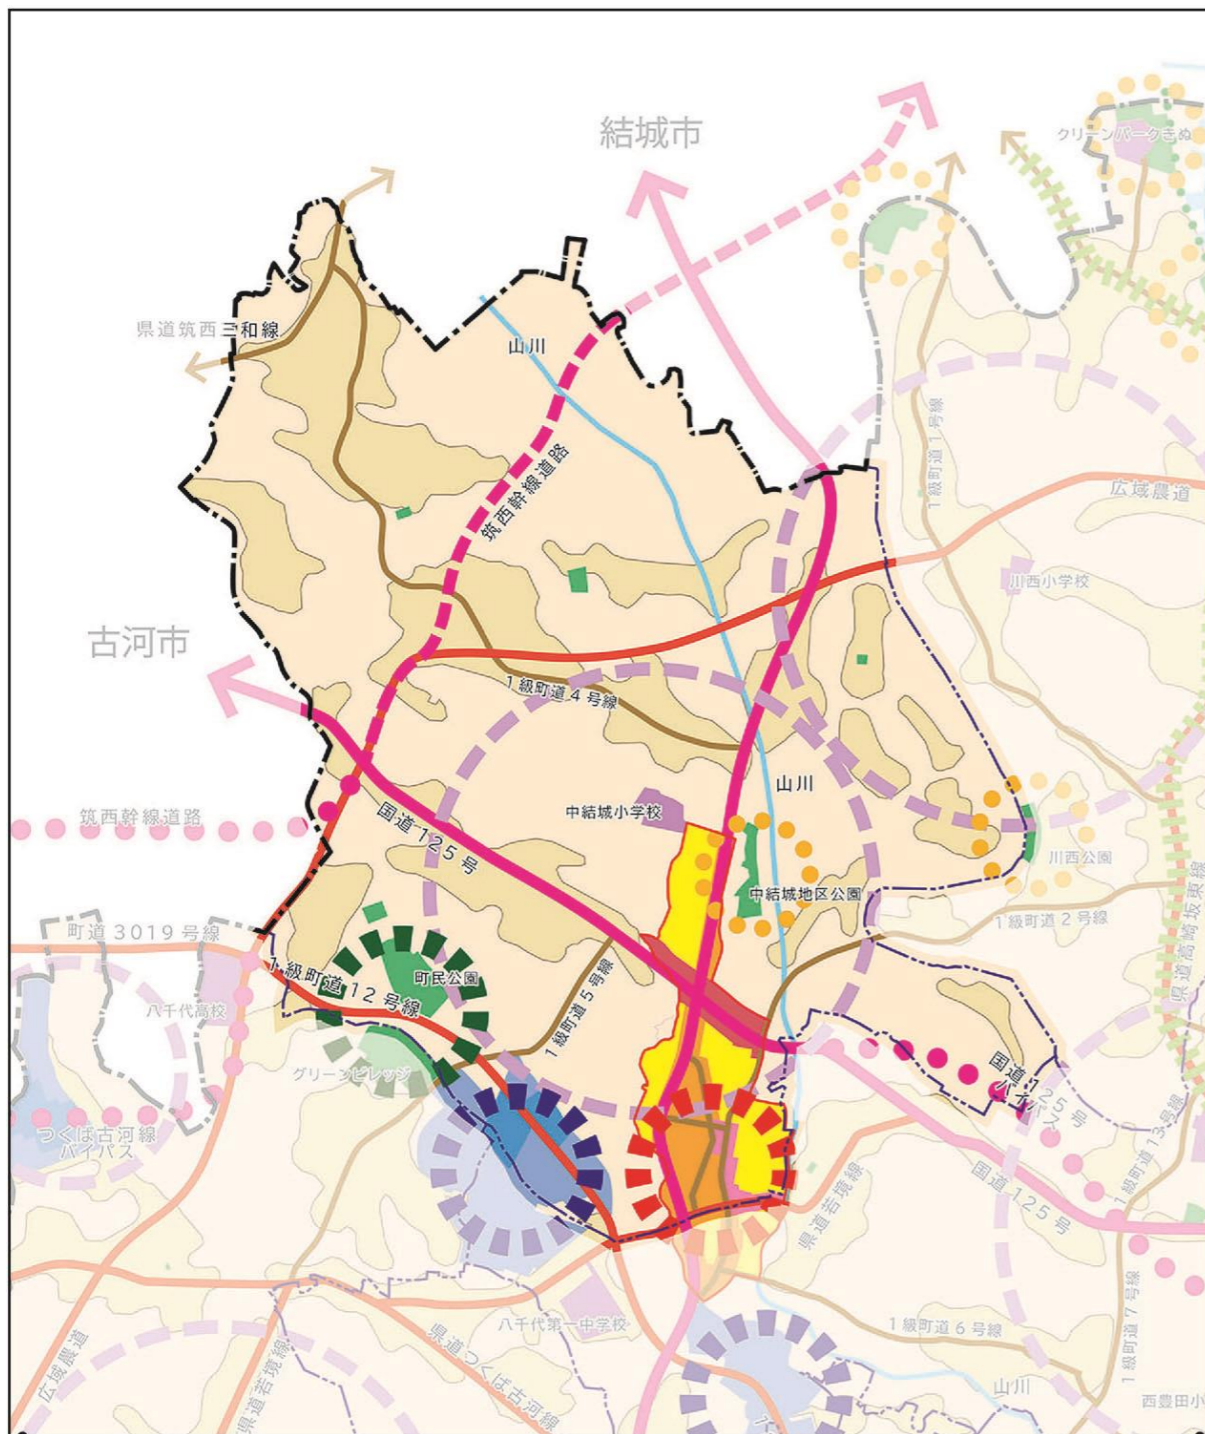 結城市
クリーンパークきぬ
県道筑西三和線
山川
筑西幹線道路
1級町道1号線
広域農道
川西小学校
古河市
1級町道4号線
筑西幹線道路
国道125号
中結城小学校
山川
中結城地区公園
川西公園
1級町道2号線
県道高崎坂東線
町道3019号線
1級町道12号線
町民公園
八千代高校
1級町道5号線
グリーンビレッジ
国道125号
バイパス
つくば古河線
バイパス
国道125号
1級町道13号線
県道若境線
八千代第一中学校
1級町道6号線
1級町道7号線
広域農道
県道若境線
県道つくば古河線
山川
西豊田小